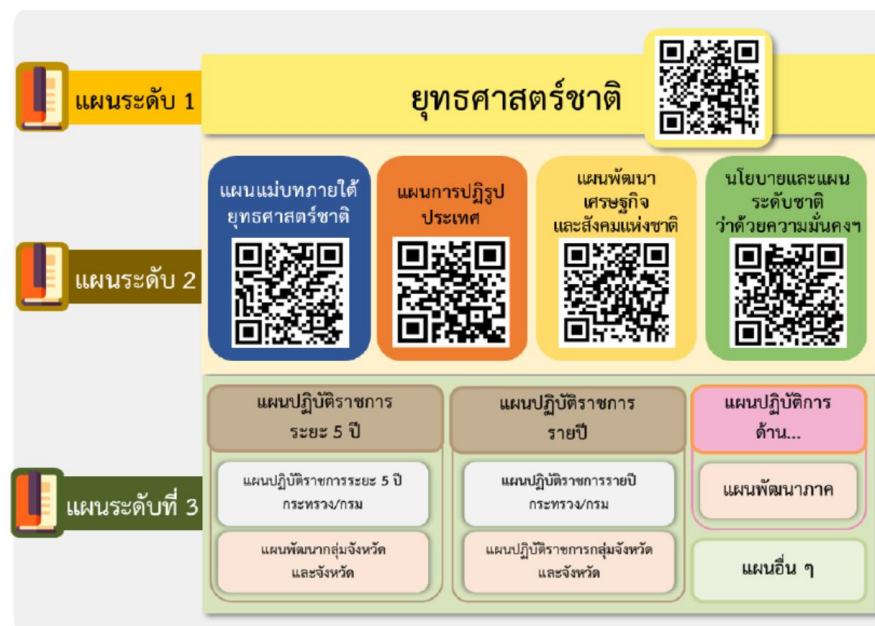 แผนระดับ 1
ยุทธศาสตร์ชาติ
แผนระดับ 2
แผนแม่บทภายใต้
ยุทธศาสตร์ชาติ
แผนการปฏิรูป
ประเทศ
แผนพัฒนา
เศรษฐกิจ
และสังคมแห่งชาติ
นโยบายและแผน
ระดับชาติ
ว่าด้วยความมั่นคงฯ
แผนระดับที่ 3
แผนปฏิบัติราชการ
ระยะ 5 ปี
แผนปฏิบัติราชการระยะ 5 ปี
กระทรวง/กรม
แผนพัฒนากลุ่มจังหวัด
และจังหวัด
แผนปฏิบัติราชการ
รายปี
แผนปฏิบัติราชการรายปี
กระทรวง/กรม
แผนปฏิบัติราชการกลุ่มจังหวัด
และจังหวัด
แผนปฏิบัติการ
ด้าน...
แผนพัฒนาภาค
แผนอื่น ๆ